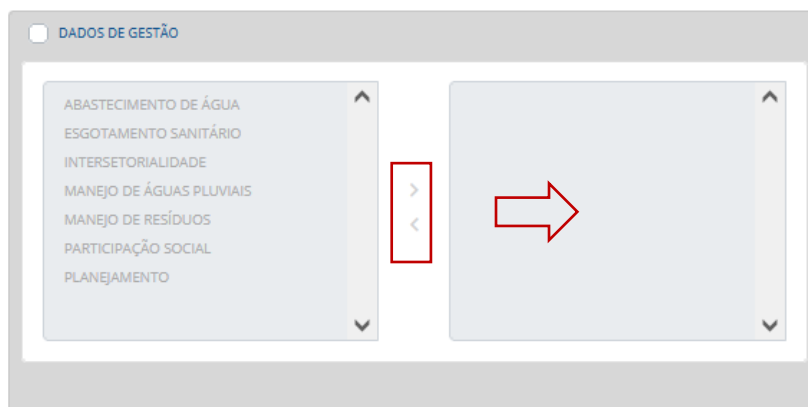 DADOS DE GESTÃO
ABASTECIMENTO DE ÁGUA
ESGOTAMENTO SANITÁRIO
INTERSETORIALIDADE
MANEJO DE ÁGUAS PLUVIAIS
MANEJO DE RESÍDUOS
PARTICIPAÇÃO SOCIAL
PLANEJAMENTO